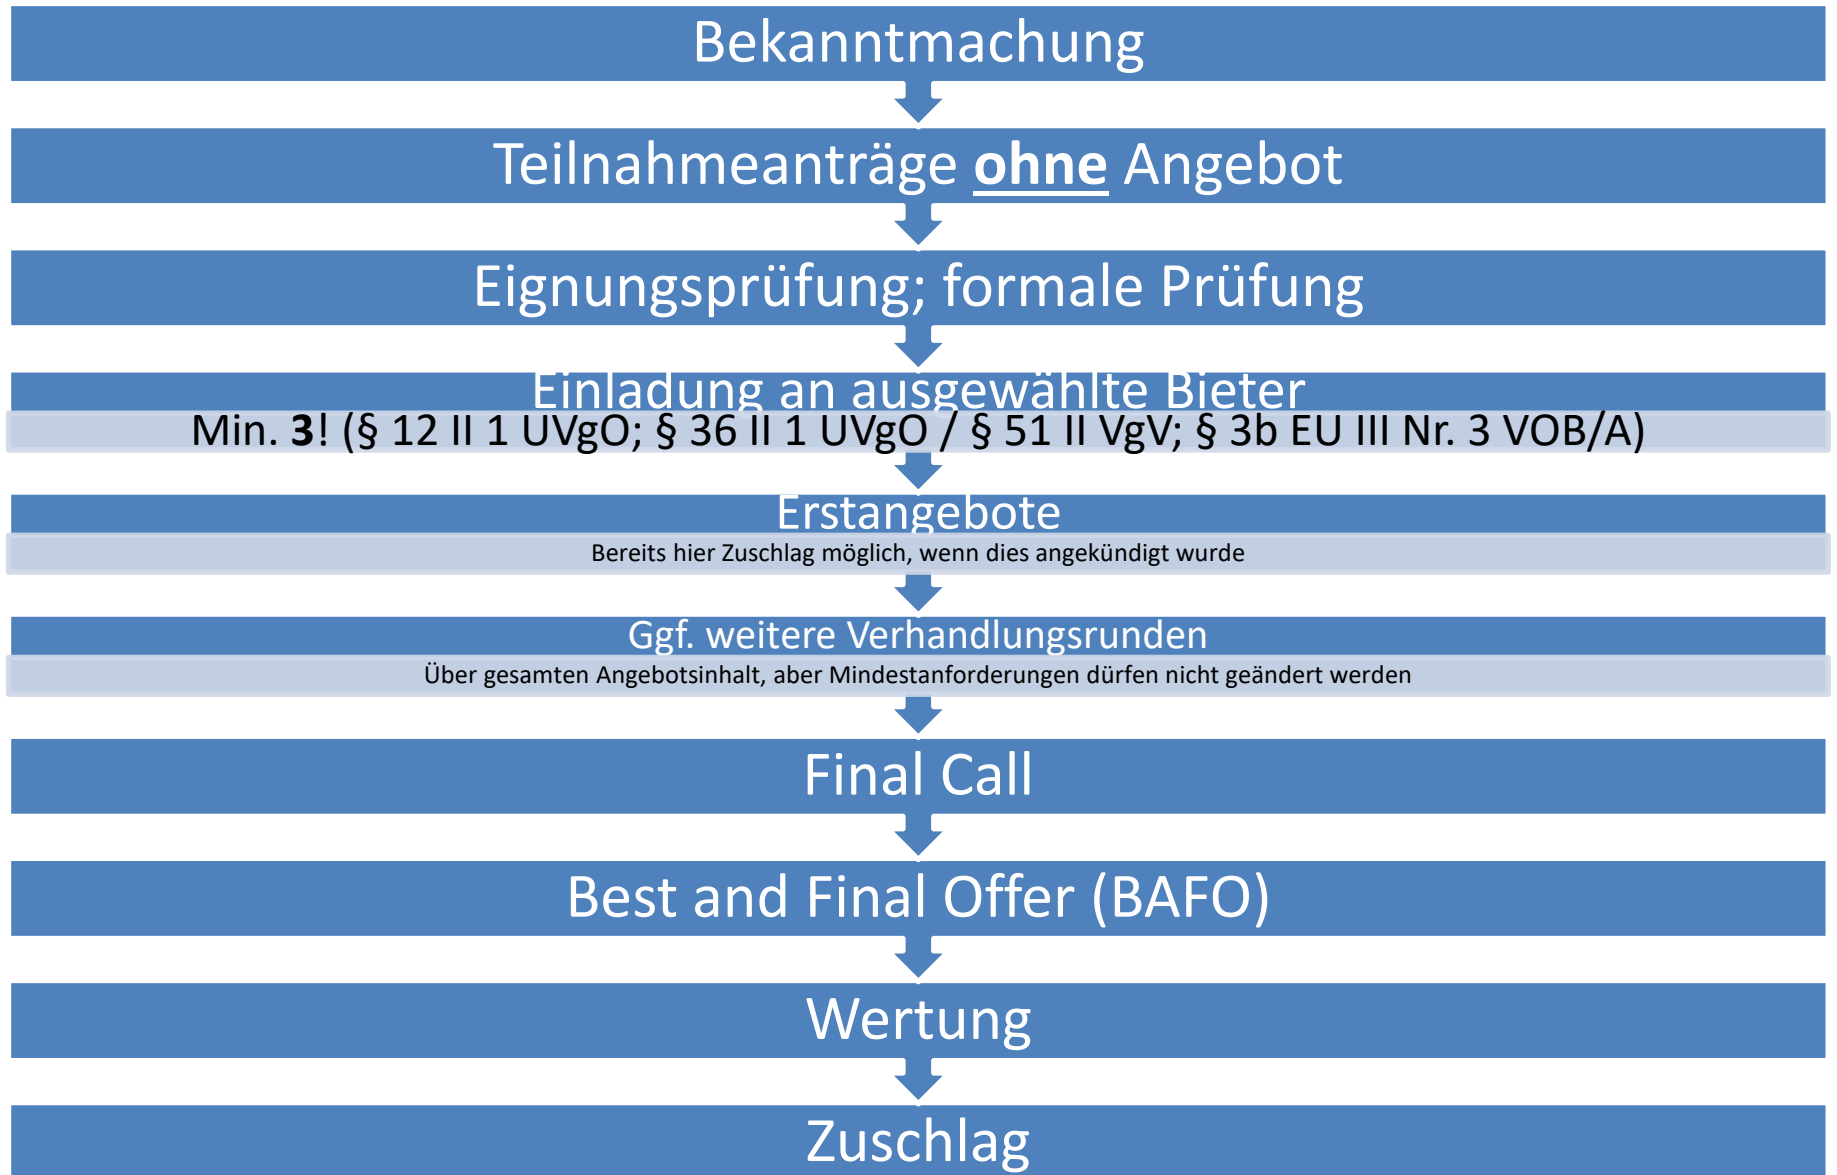 Bekanntmachung
Teilnahmeanträge ohne Angebot
Eignungsprüfung; formale Prüfung
Einladung an ausgewählte Bieter
Min. 3! (§ 12 II 1 UVgO; § 36 II 1 UVgO / § 51 II VgV; § 3b EU III Nr. 3 VOB/A)
Erstangebote
Bereits hier Zuschlag möglich, wenn dies angekündigt wurde
Ggf. weitere Verhandlungsrunden
Über gesamten Angebotsinhalt, aber Mindestanforderungen dürfen nicht geändert werden
Final Call
Best and Final Offer (BAFO)
Wertung
Zuschlag